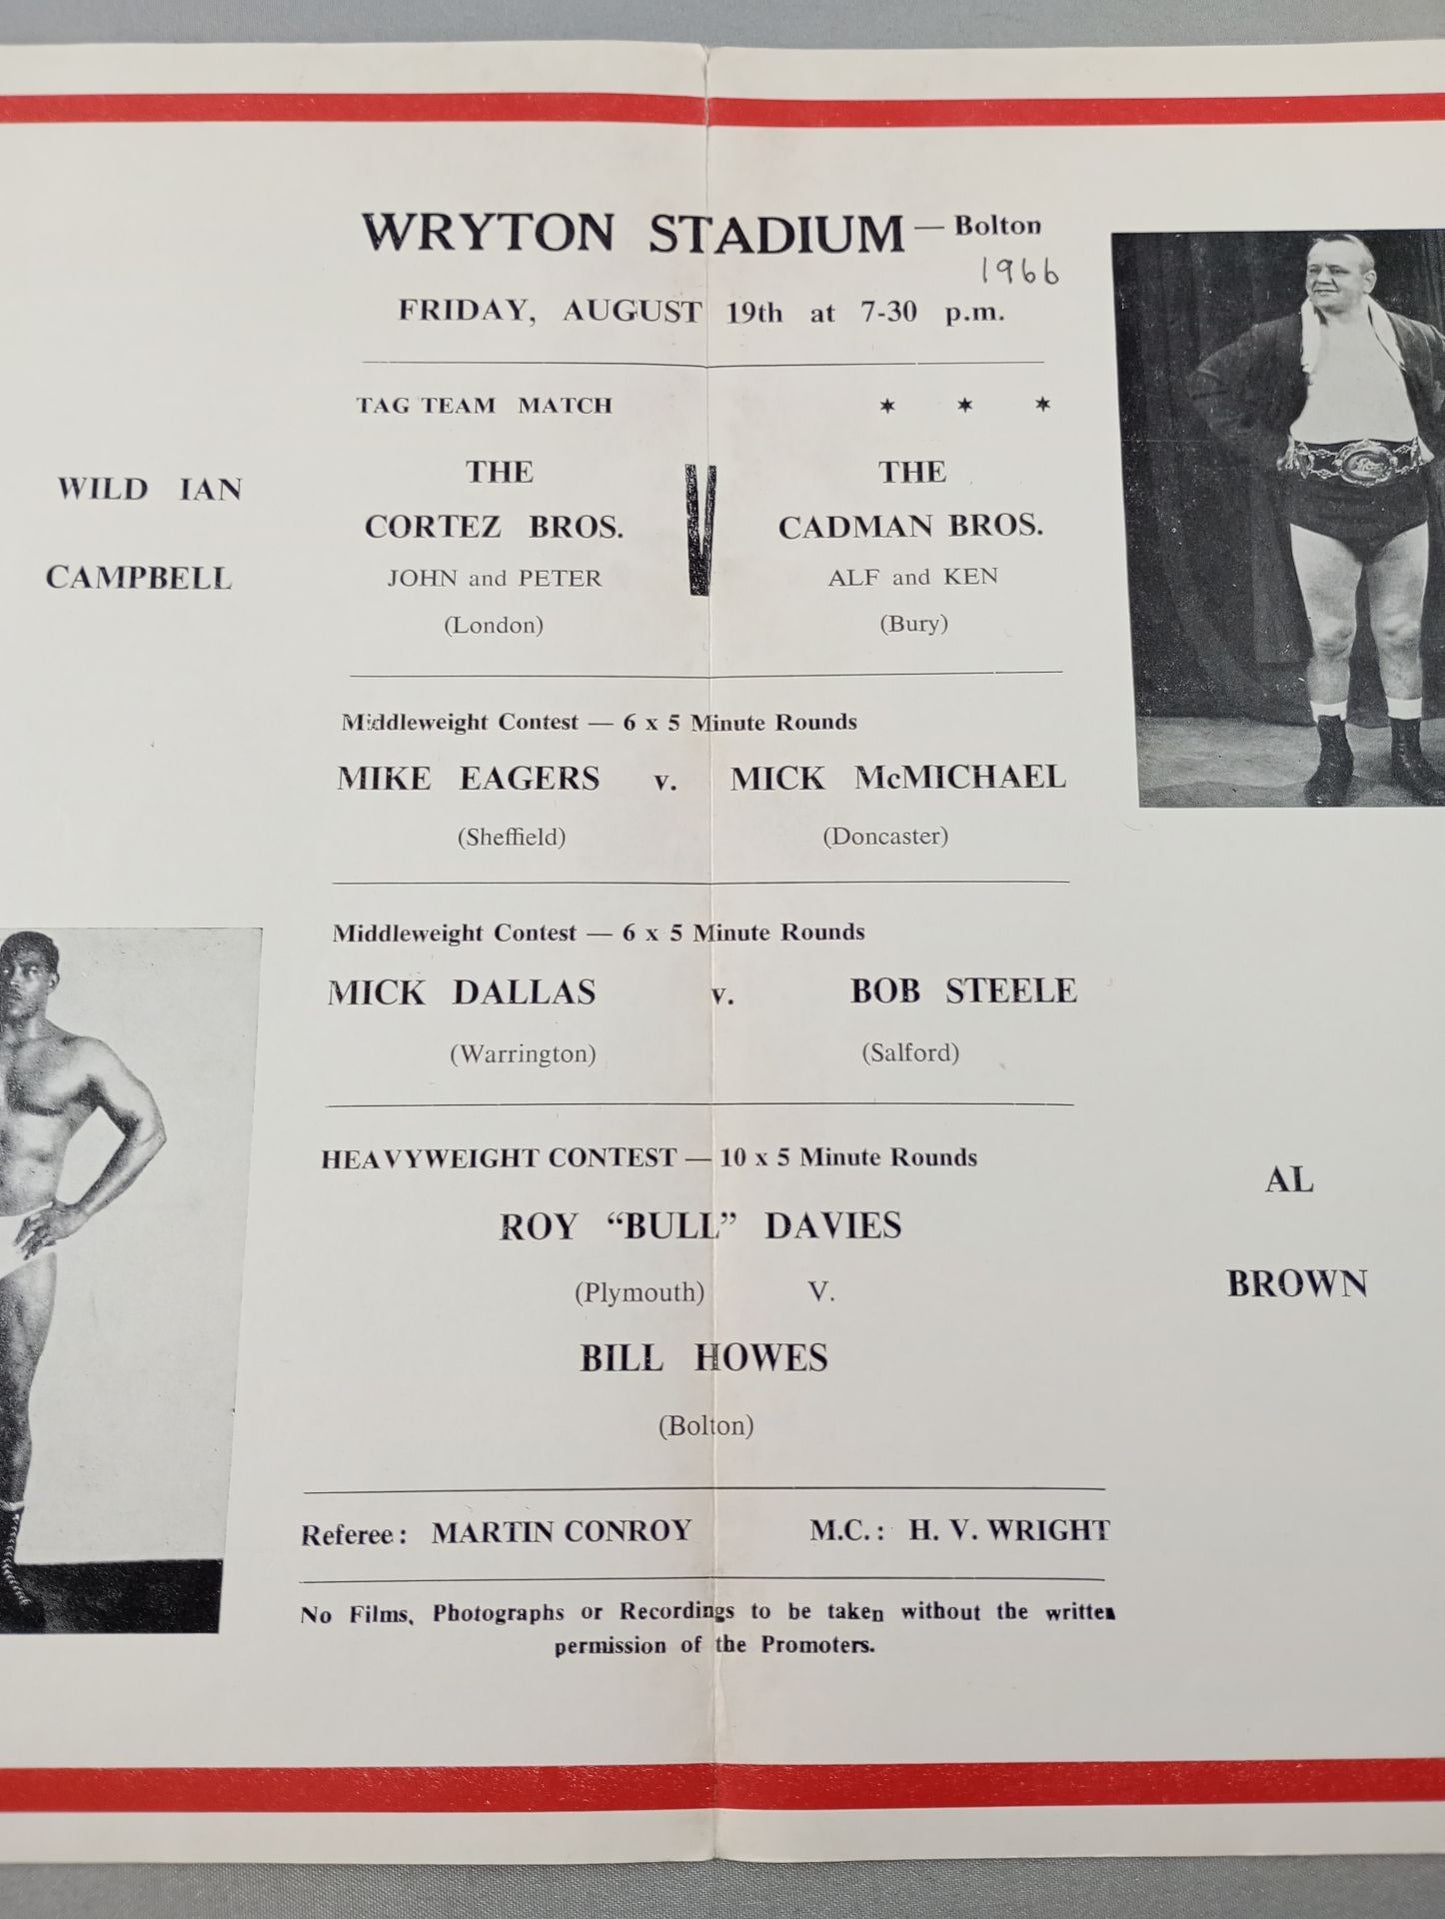 WRYTON STADIUM — Bolton
1966
FRIDAY, AUGUST 19th at 7-30 p.m.
TAG TEAM MATCH * * *
THE
CORTEZ BROS.
JOHN and PETER
(London)
V
THE
CADMAN BROS.
ALF and KEN
(Bury)
WILD IAN
CAMPBELL
Middleweight Contest — 6 x 5 Minute Rounds
MIKE EAGERS v. MICK McMICHAEL
(Sheffield) (Doncaster)
Middleweight Contest — 6 x 5 Minute Rounds
MICK DALLAS v. BOB STEELE
(Warrington) (Salford)
HEAVYWEIGHT CONTEST — 10 x 5 Minute Rounds
ROY “BULL” DAVIES
(Plymouth) V.
BILL HOWES
(Bolton)
AL
BROWN
Referee : MARTIN CONROY M.C. : H. V. WRIGHT
No Films, Photographs or Recordings to be taken without the written
permission of the Promoters.